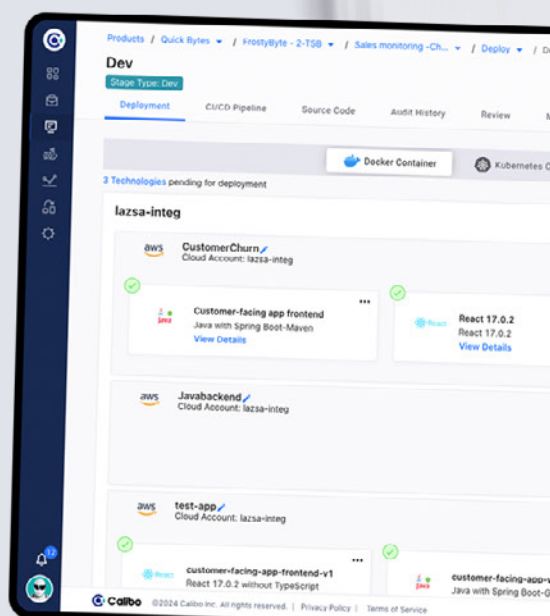 Products / Quick Bytes / FrostyByte - 2-TSB / Sales monitoring -Ch... / Deploy /
Dev
Stage Type: Dev
Deployment CI/CD Pipeline Source Code Audit History Review
Docker Container Kubernetes
3 Technologies pending for deployment
lazsa-integ
aws CustomerChurn
Cloud Account: lazsa-integ
Java Customer-facing app frontend
Java with Spring Boot-Maven
View Details
React React 17.0.2
React 17.0.2
View Details
aws Javabackend
Cloud Account: lazsa-integ
aws test-app
Cloud Account: lazsa-integ
React customer-facing-app-frontend-v1
React 17.0.2 without TypeScript
Java customer-facing-app-v
Java with Spring Boot-G
12
Calibo ©2024 Calibo Inc. All rights reserved. | Privacy Policy | Terms of Service